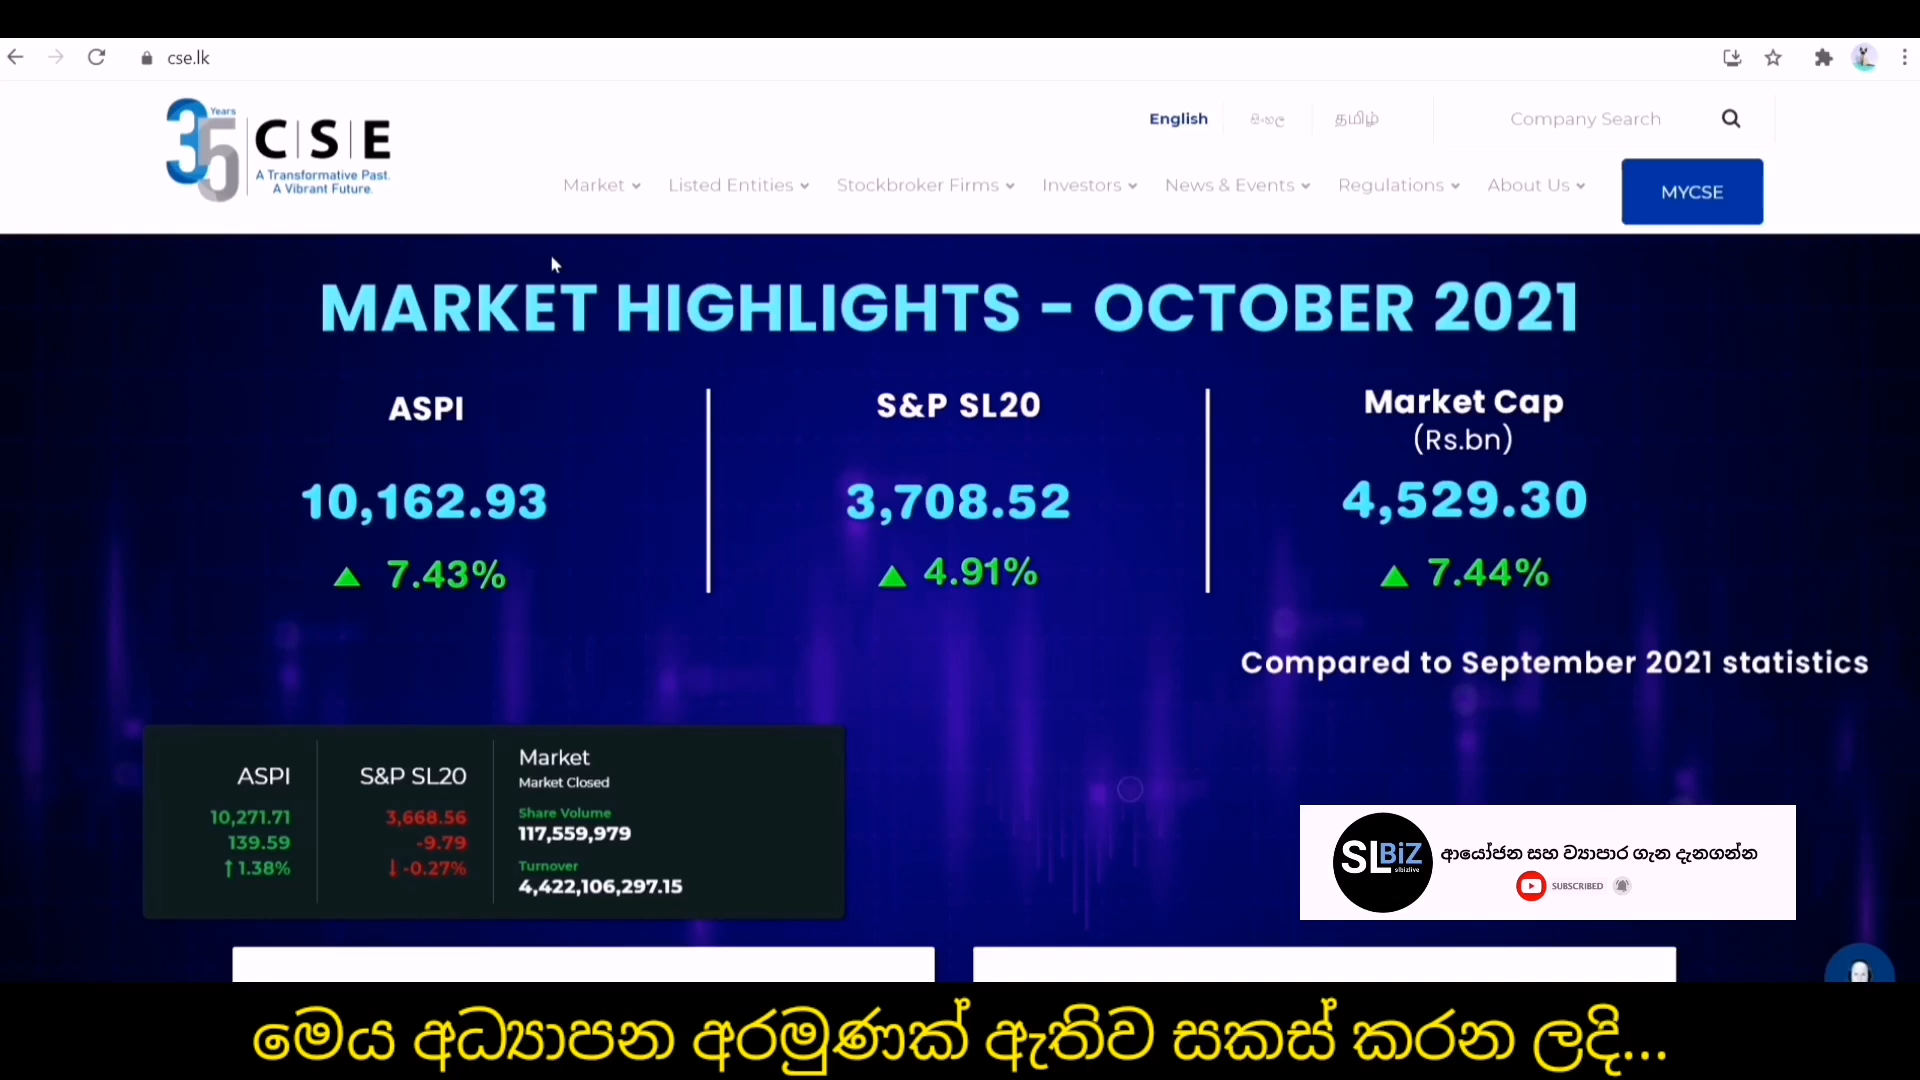 cse.lk
35 Years
C|S|E
A Transformative Past.
A Vibrant Future.
English සිංහල தமிழ் Company Search
Market Listed Entities Stockbroker Firms Investors News & Events Regulations About Us MYCSE
MARKET HIGHLIGHTS - OCTOBER 2021
ASPI
10,162.93
▲ 7.43%
S&P SL20
3,708.52
▲ 4.91%
Market Cap
(Rs.bn)
4,529.30
▲ 7.44%
Compared to September 2021 statistics
ASPI
10,271.71
139.59
↑1.38%
S&P SL20
3,668.56
-9.79
↓-0.27%
Market
Market Closed
Share Volume
117,559,979
Turnover
4,422,106,297.15
SLBiZ
slbizlive
ආයෝජන සහ ව්‍යාපාර ගැන දැනගන්න
SUBSCRIBED
මෙය අධ්‍යාපන අරමුණක් ඇතිව සකස් කරන ලදි...